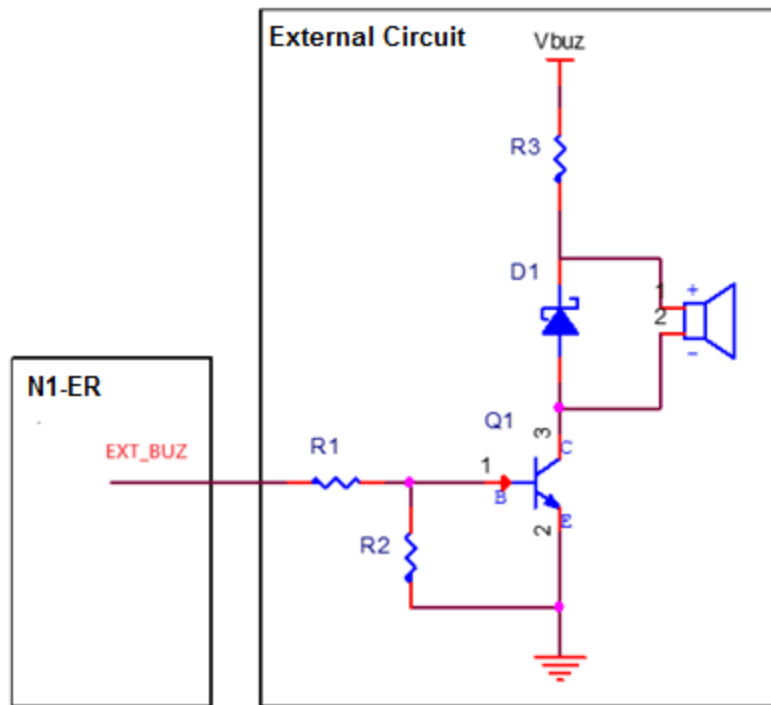 External Circuit
Vbuz
R3
D1
1
+
2
-
N1-ER
EXT_BUZ
R1
Q1
3
C
1
B
R2
2
E